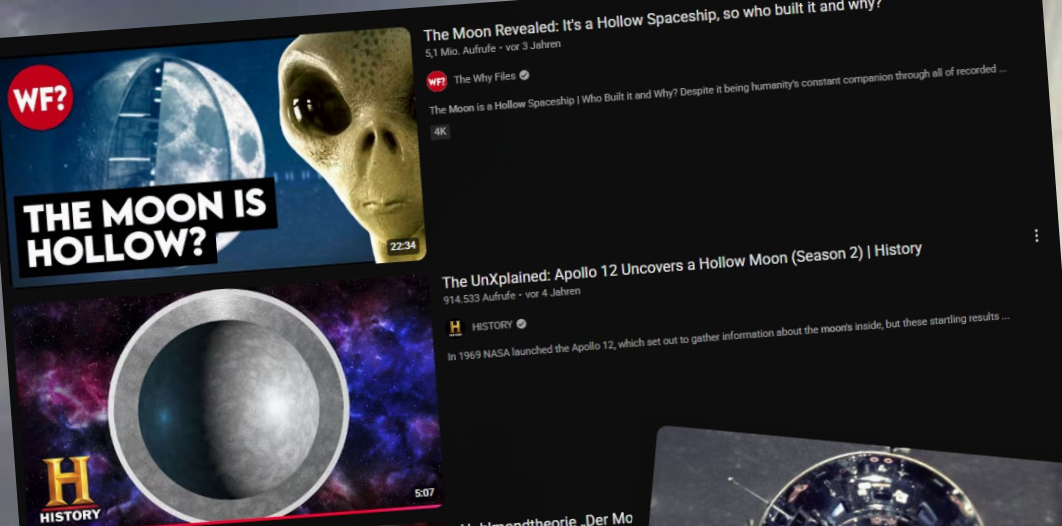 The Moon Revealed: It's a Hollow Spaceship, so who built it and why?
5,1 Mio. Aufrufe • vor 3 Jahren
WF?
WF? The Why Files
The Moon is a Hollow Spaceship | Who Built it and Why? Despite it being humanity's constant companion through all of recorded ...
4K
THE MOON IS
HOLLOW?
22:34
The UnXplained: Apollo 12 Uncovers a Hollow Moon (Season 2) | History
914.533 Aufrufe • vor 4 Jahren
H HISTORY
In 1969 NASA launched the Apollo 12, which set out to gather information about the moon's inside, but these startling results ...
H
HISTORY
5:07
„Der Mo